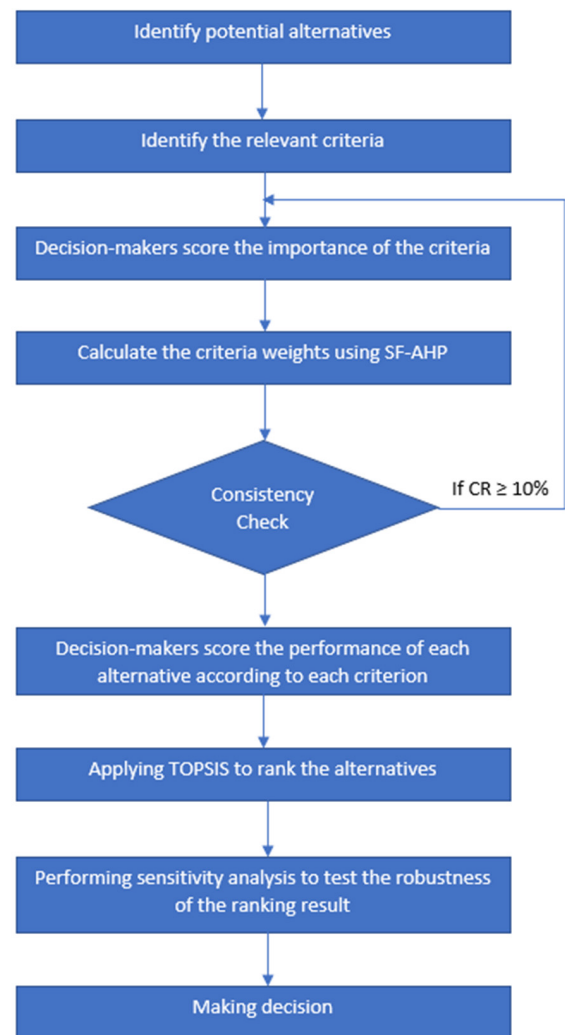 Identify potential alternatives
Identify the relevant criteria
Decision-makers score the importance of the criteria
Calculate the criteria weights using SF-AHP
Consistency
Check
If CR ≥ 10%
Decision-makers score the performance of each
alternative according to each criterion
Applying TOPSIS to rank the alternatives
Performing sensitivity analysis to test the robustness
of the ranking result
Making decision